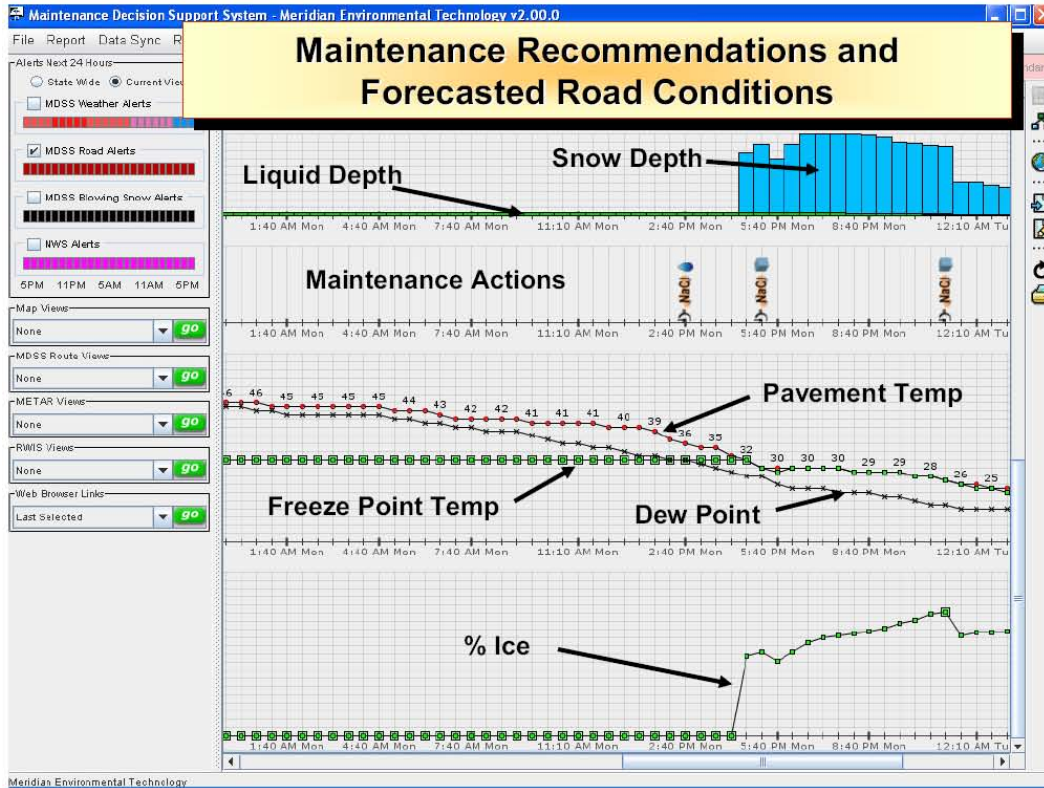 Maintenance Decision Support System - Meridian Environmental Technology v2.00.0
File Report Data Sync R
Maintenance Recommendations and
Forecasted Road Conditions
Alerts Next 24 Hours
State Wide Current View
MDSS Weather Alerts
MDSS Road Alerts
MDSS Blowing Snow Alerts
NWS Alerts
5PM 11PM 5AM 11AM 5PM
Map Views
None go
MDSS Route Views
None go
METAR Views
None go
RWIS Views
None go
Web Browser Links
Last Selected go
Snow Depth
Liquid Depth
1:40 AM Mon 4:40 AM Mon 7:40 AM Mon 11:10 AM Mon 2:40 PM Mon 5:40 PM Mon 8:40 PM Mon 12:10 AM Tu
Maintenance Actions
NaCl NaCl NaCl
1:40 AM Mon 4:40 AM Mon 7:40 AM Mon 11:10 AM Mon 2:40 PM Mon 5:40 PM Mon 8:40 PM Mon 12:10 AM Tu
46 45 45 45 45 44 43 42 42 41 41 41 40 39 36 35 32 30 30 30 29 29 28 26 25
Pavement Temp
Freeze Point Temp
Dew Point
1:40 AM Mon 4:40 AM Mon 7:40 AM Mon 11:10 AM Mon 2:40 PM Mon 5:40 PM Mon 8:40 PM Mon 12:10 AM Tu
% Ice
1:40 AM Mon 4:40 AM Mon 7:40 AM Mon 11:10 AM Mon 2:40 PM Mon 5:40 PM Mon 8:40 PM Mon 12:10 AM Tu
Meridian Environmental Technology